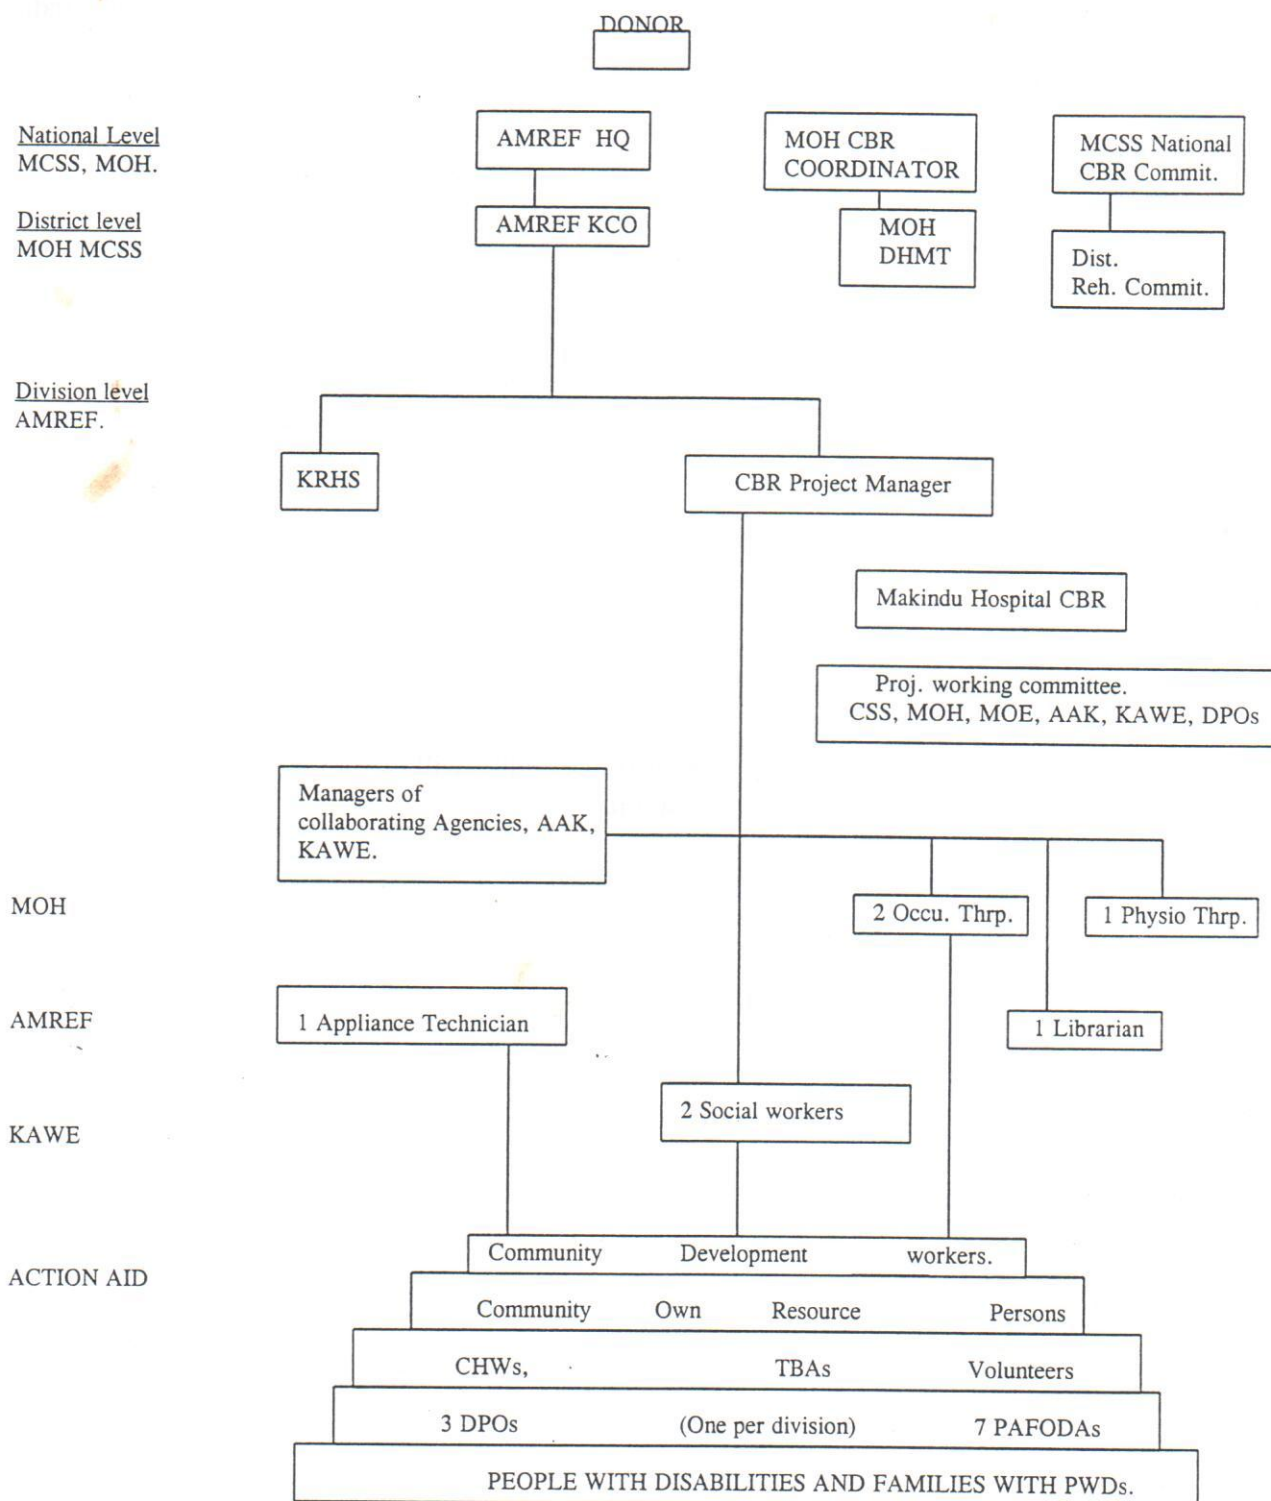 DONOR
National Level
MCSS, MOH.
AMREF HQ
MOH CBR
COORDINATOR
MCSS National
CBR Commit.
District level
MOH MCSS
AMREF KCO
MOH
DHMT
Dist.
Reh. Commit.
Division level
AMREF.
KRHS
CBR Project Manager
Makindu Hospital CBR
Proj. working committee.
CSS, MOH, MOE, AAK, KAWE, DPOs
Managers of
collaborating Agencies, AAK,
KAWE.
MOH
2 Occu. Thrp.
1 Physio Thrp.
AMREF
1 Appliance Technician
1 Librarian
KAWE
2 Social workers
ACTION AID
Community Development workers.
Community Own Resource Persons
CHWs, TBAs Volunteers
3 DPOs (One per division) 7 PAFODAs
PEOPLE WITH DISABILITIES AND FAMILIES WITH PWDs.